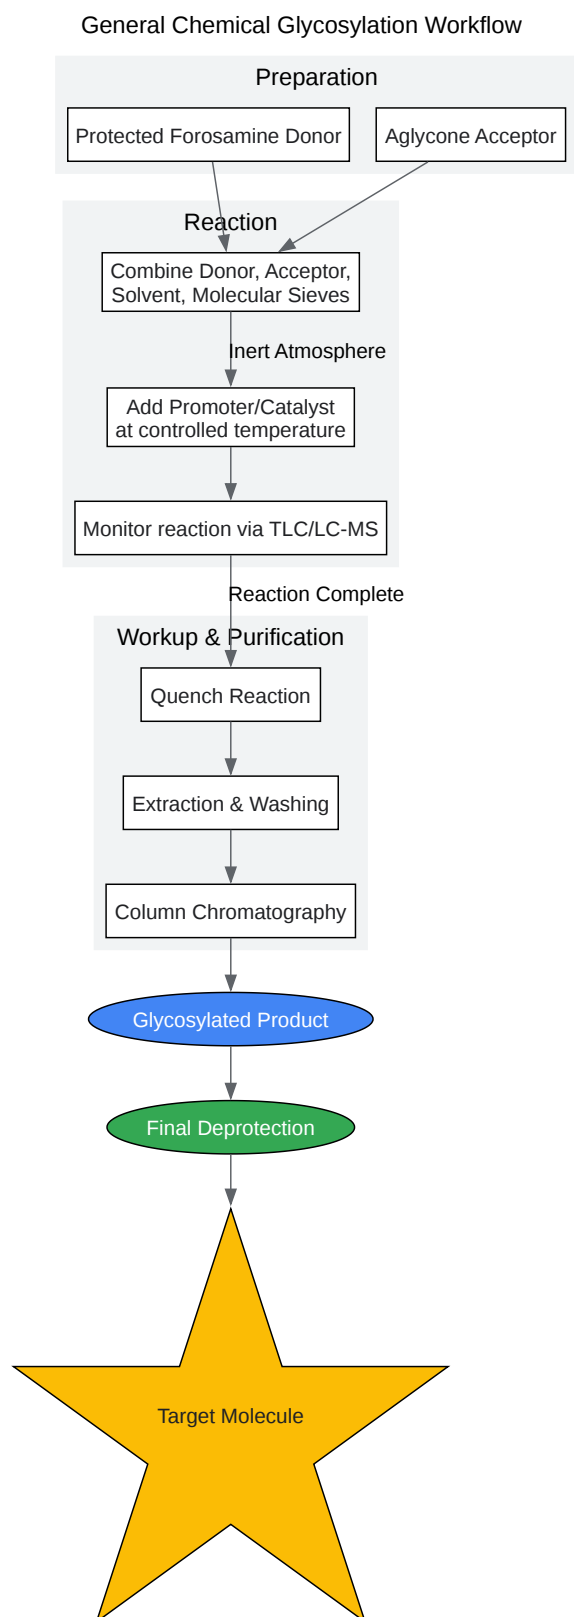 General Chemical Glycosylation Workflow
Preparation
Protected Forosamine Donor
Aglycone Acceptor
Reaction
Combine Donor, Acceptor,
Solvent, Molecular Sieves
Inert Atmosphere
Add Promoter/Catalyst
at controlled temperature
Monitor reaction via TLC/LC-MS
Reaction Complete
Workup & Purification
Quench Reaction
Extraction & Washing
Column Chromatography
Glycosylated Product
Final Deprotection
Target Molecule